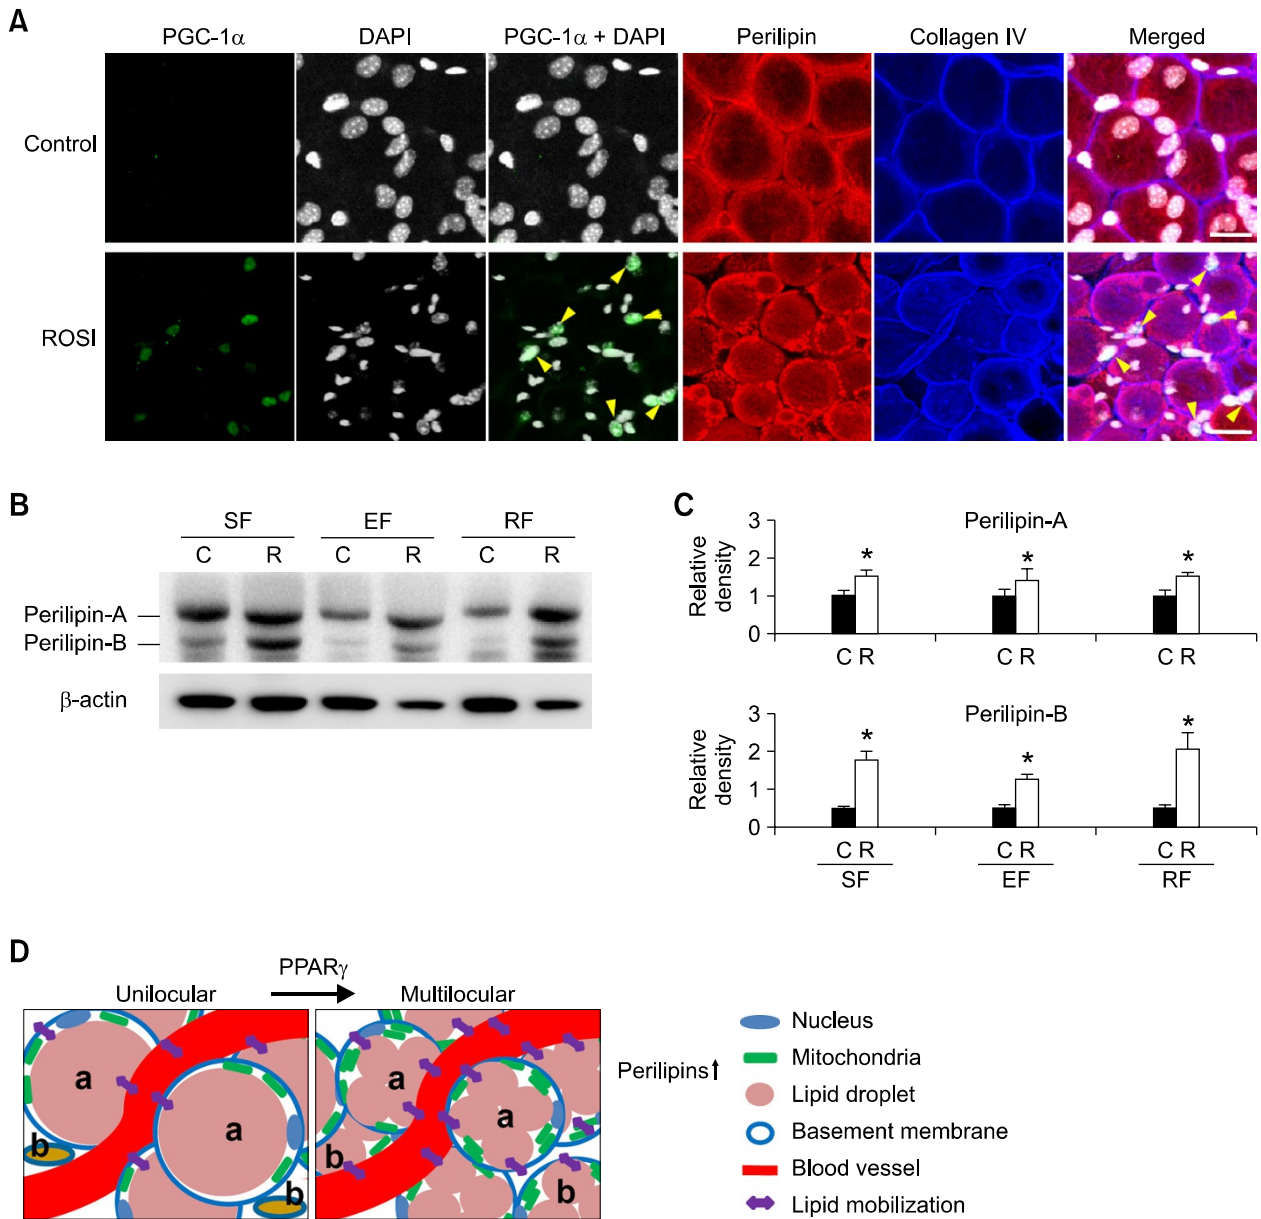 A
PGC-1α DAPI PGC-1α + DAPI Perilipin Collagen IV Merged
Control
ROSI
B
SF EF RF
C R C R C R
Perilipin-A
Perilipin-B
β-actin
C
Perilipin-A
Relative density
3
2
1
0
* * *
C R C R C R
Perilipin-B
Relative density
3
2
1
0
* * *
C R C R C R
SF EF RF
D
PPARγ
Unilocular Multilocular
a
a
b
b
a
a
b
b
Perilipins
Nucleus
Mitochondria
Lipid droplet
Basement membrane
Blood vessel
Lipid mobilization